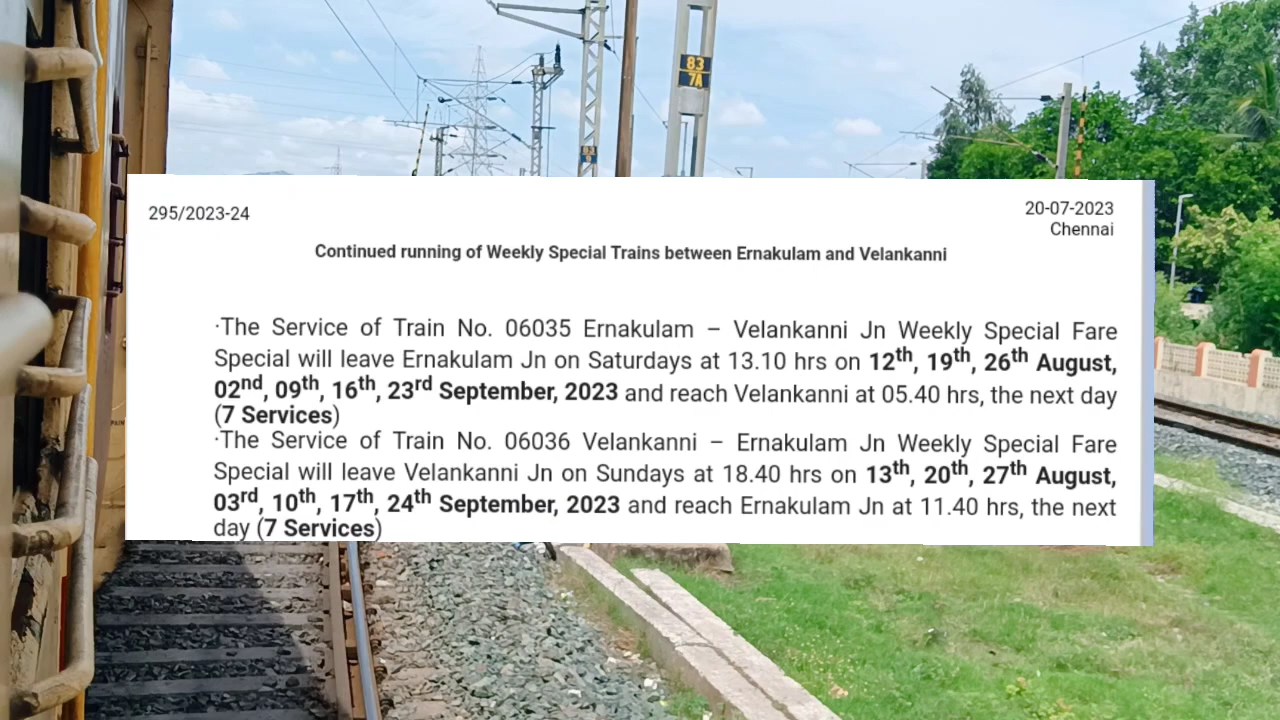 83
7A
295/2023-24
20-07-2023
Chennai
Continued running of Weekly Special Trains between Ernakulam and Velankanni
·The Service of Train No. 06035 Ernakulam – Velankanni Jn Weekly Special Fare
Special will leave Ernakulam Jn on Saturdays at 13.10 hrs on 12th, 19th, 26th August,
02nd, 09th, 16th, 23rd September, 2023 and reach Velankanni at 05.40 hrs, the next day
(7 Services)
·The Service of Train No. 06036 Velankanni – Ernakulam Jn Weekly Special Fare
Special will leave Velankanni Jn on Sundays at 18.40 hrs on 13th, 20th, 27th August,
03rd, 10th, 17th, 24th September, 2023 and reach Ernakulam Jn at 11.40 hrs, the next
day (7 Services)